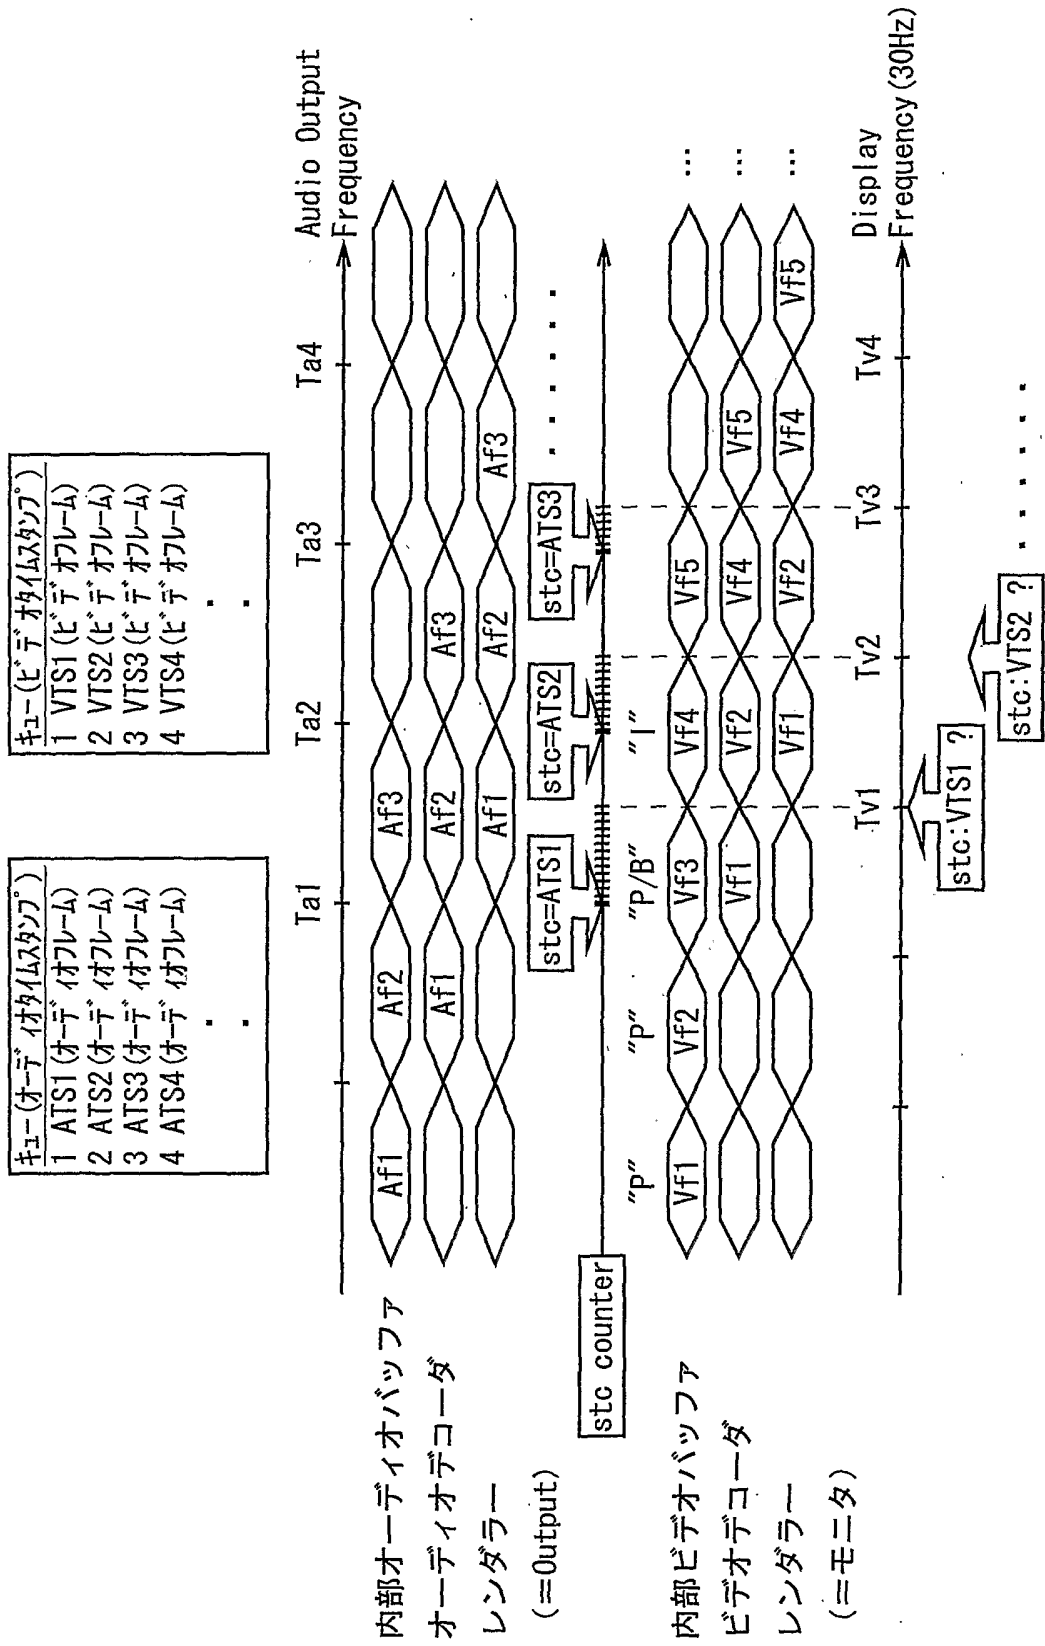 キュー(オーディオタイムスタンプ)
1 ATS1(オーディオフレーム)
2 ATS2(オーディオフレーム)
3 ATS3(オーディオフレーム)
4 ATS4(オーディオフレーム)
キュー(ビデオタイムスタンプ)
1 VTS1(ビデオフレーム)
2 VTS2(ビデオフレーム)
3 VTS3(ビデオフレーム)
4 VTS4(ビデオフレーム)
Ta1 Ta2 Ta3 Ta4
Audio Output
Frequency
内部オーディオバッファ Af1 Af2 Af3
オーディオデコーダ Af1 Af2 Af3
レンダラー Af1 Af2 Af3
(=Output)
stc=ATS1 stc=ATS2 stc=ATS3 ······
stc counter
"P" "P" "P/B" "I"
内部ビデオバッファ Vf1 Vf2 Vf3 Vf4 Vf5 ...
ビデオデコーダ Vf1 Vf2 Vf4 Vf5 ...
レンダラー Vf1 Vf2 Vf4 Vf5 ...
(=モニタ)
Tv1 Tv2 Tv3 Tv4
Display
Frequency(30Hz)
stc:VTS1 ?
stc:VTS2 ? ······